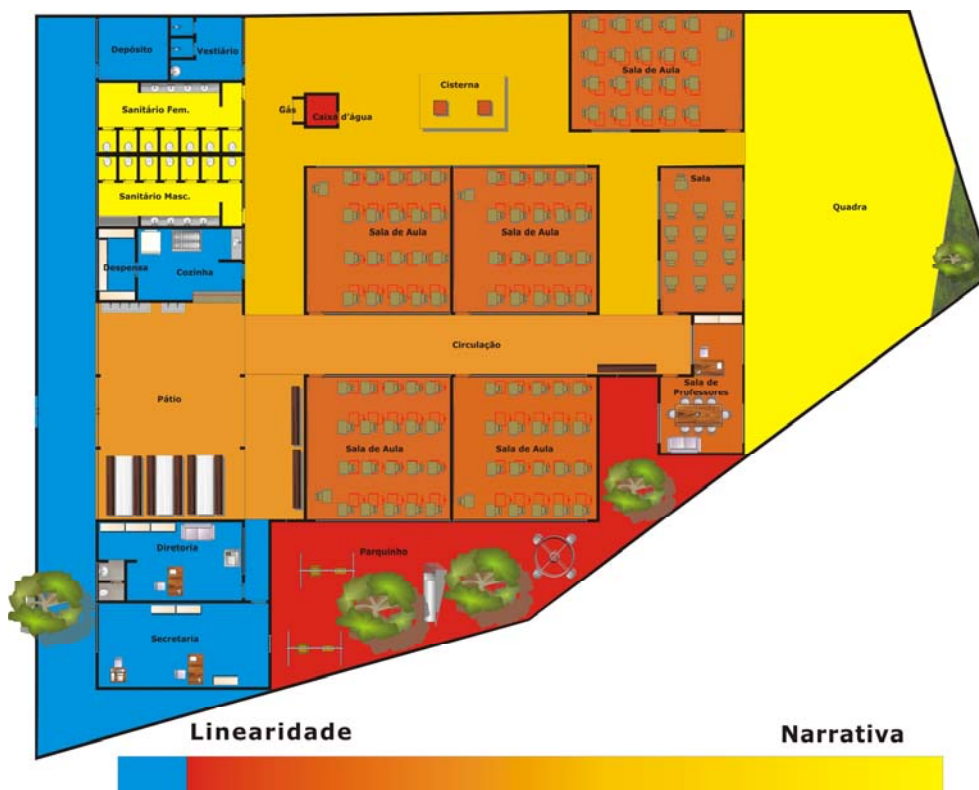 Depósito
Vestiário
Sala de Aula
Cisterna
Gás
Caixa d'água
Sanitário Fem.
Sanitário Masc.
Sala
Quadra
Sala de Aula
Sala de Aula
Despensa
Cozinha
Circulação
Sala de
Professores
Pátio
Sala de Aula
Sala de Aula
Diretoria
Parquinho
Secretaria
Linearidade
Narrativa